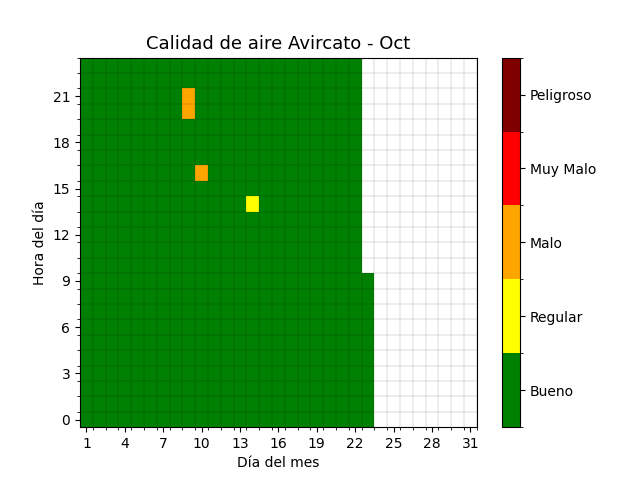 Calidad de aire Avircato - Oct
Hora del día
21
18
15
12
9
6
3
0
1 4 7 10 13 16 19 22 25 28 31
Día del mes
Peligroso
Muy Malo
Malo
Regular
Bueno